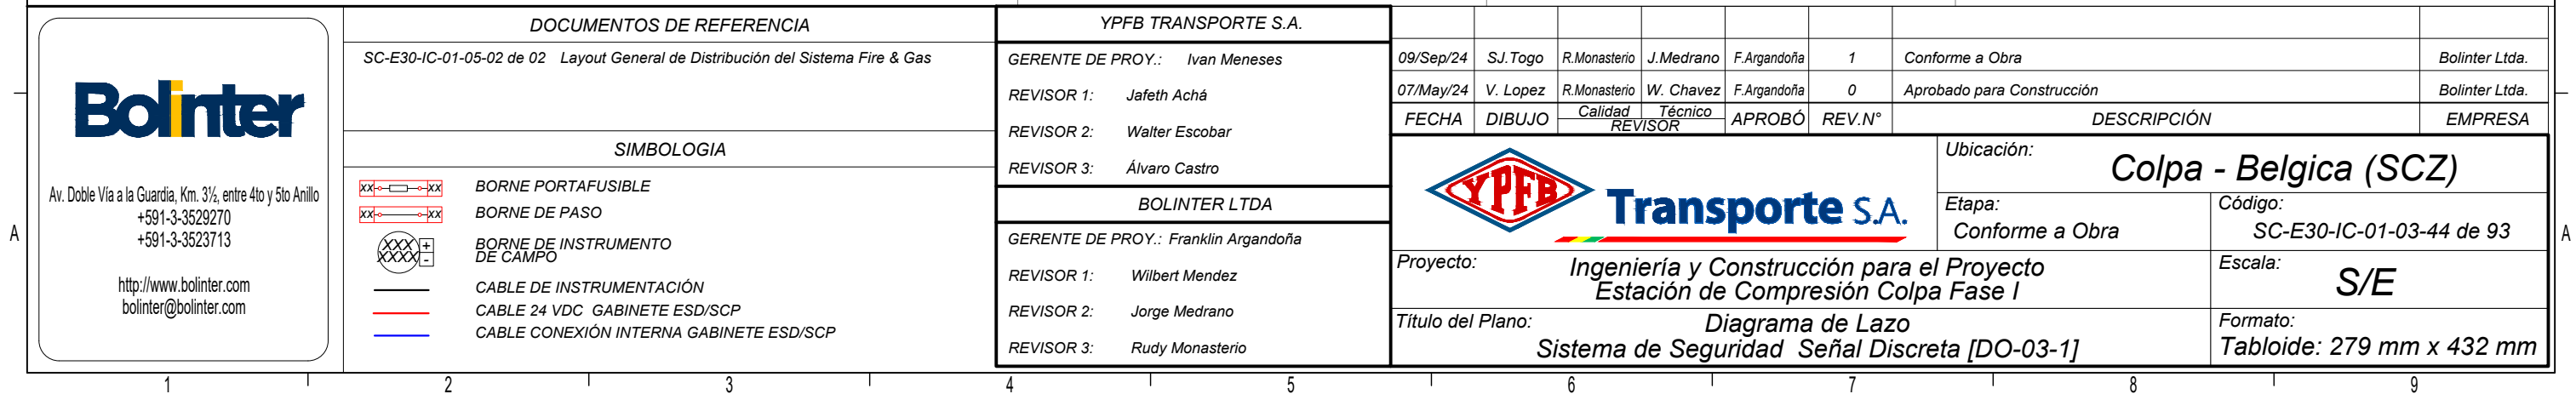 Bolinter
Av. Doble Vía a la Guardia, Km. 3½, entre 4to y 5to Anillo
+591-3-3529270
+591-3-3523713
http://www.bolinter.com
bolinter@bolinter.com
DOCUMENTOS DE REFERENCIA
SC-E30-IC-01-05-02 de 02 Layout General de Distribución del Sistema Fire & Gas
SIMBOLOGIA
XX XX BORNE PORTAFUSIBLE
XX XX BORNE DE PASO
XXX XXXX + - BORNE DE INSTRUMENTO
DE CAMPO
CABLE DE INSTRUMENTACIÓN
CABLE 24 VDC GABINETE ESD/SCP
CABLE CONEXIÓN INTERNA GABINETE ESD/SCP
YPFB TRANSPORTE S.A.
GERENTE DE PROY.: Ivan Meneses
REVISOR 1: Jafeth Achá
REVISOR 2: Walter Escobar
REVISOR 3: Álvaro Castro
BOLINTER LTDA
GERENTE DE PROY.: Franklin Argandoña
REVISOR 1: Wilbert Mendez
REVISOR 2: Jorge Medrano
REVISOR 3: Rudy Monasterio
09/Sep/24 SJ.Togo R.Monasterio J.Medrano F.Argandoña 1 Conforme a Obra Bolinter Ltda.
07/May/24 V. Lopez R.Monasterio W. Chavez F.Argandoña 0 Aprobado para Construcción Bolinter Ltda.
FECHA DIBUJO Calidad Técnico REVISOR APROBÓ REV.N° DESCRIPCIÓN EMPRESA
YPFB Transporte S.A.
Ubicación:
Colpa - Belgica (SCZ)
Etapa:
Conforme a Obra
Código:
SC-E30-IC-01-03-44 de 93
Proyecto:
Ingeniería y Construcción para el Proyecto
Estación de Compresión Colpa Fase I
Escala:
S/E
Título del Plano:
Diagrama de Lazo
Sistema de Seguridad Señal Discreta [DO-03-1]
Formato:
Tabloide: 279 mm x 432 mm
A A
1 2 3 4 5 6 7 8 9